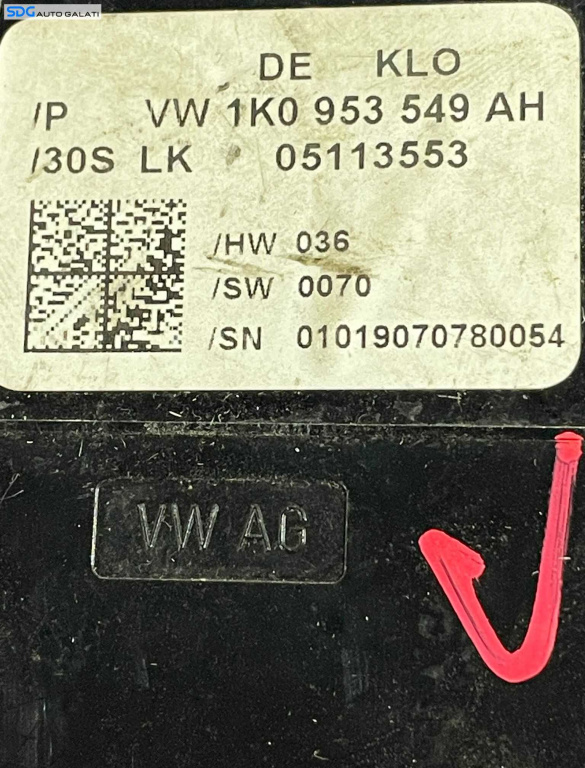 SDG AUTO GALATI
DE KLO
/P VW 1K0 953 549 AH
/30S LK 05113553
/HW 036
/SW 0070
/SN 01019070780054
VW AG